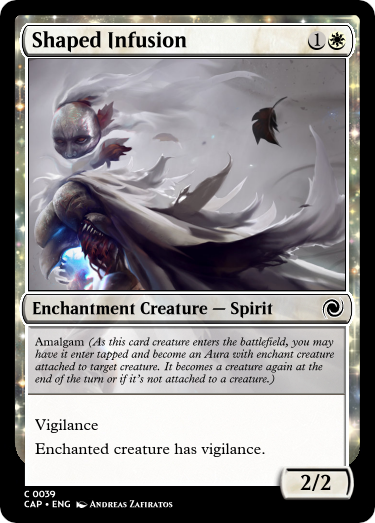 Shaped Infusion 1
Enchantment Creature — Spirit
Amalgam (As this card creature enters the battlefield, you may
have it enter tapped and become an Aura with enchant creature
attached to target creature. It becomes a creature again at the
end of the turn or if it's not attached to a creature.)
Vigilance
Enchanted creature has vigilance.
2/2
C 0039
CAP • ENG Andreas Zafiratos